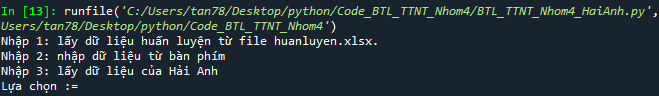 In [13]: runfile('C:/Users/tan78/Desktop/python/Code_BTL_TTNT_Nhom4/BTL_TTNT_Nhom4_HaiAnh.py',
Users/tan78/Desktop/python/Code_BTL_TTNT_Nhom4')
Nhập 1: lấy dữ liệu huấn luyện từ file huanluyen.xlsx.
Nhập 2: nhập dữ liệu từ bàn phím
Nhập 3: lấy dữ liệu của Hải Anh
Lựa chọn :=